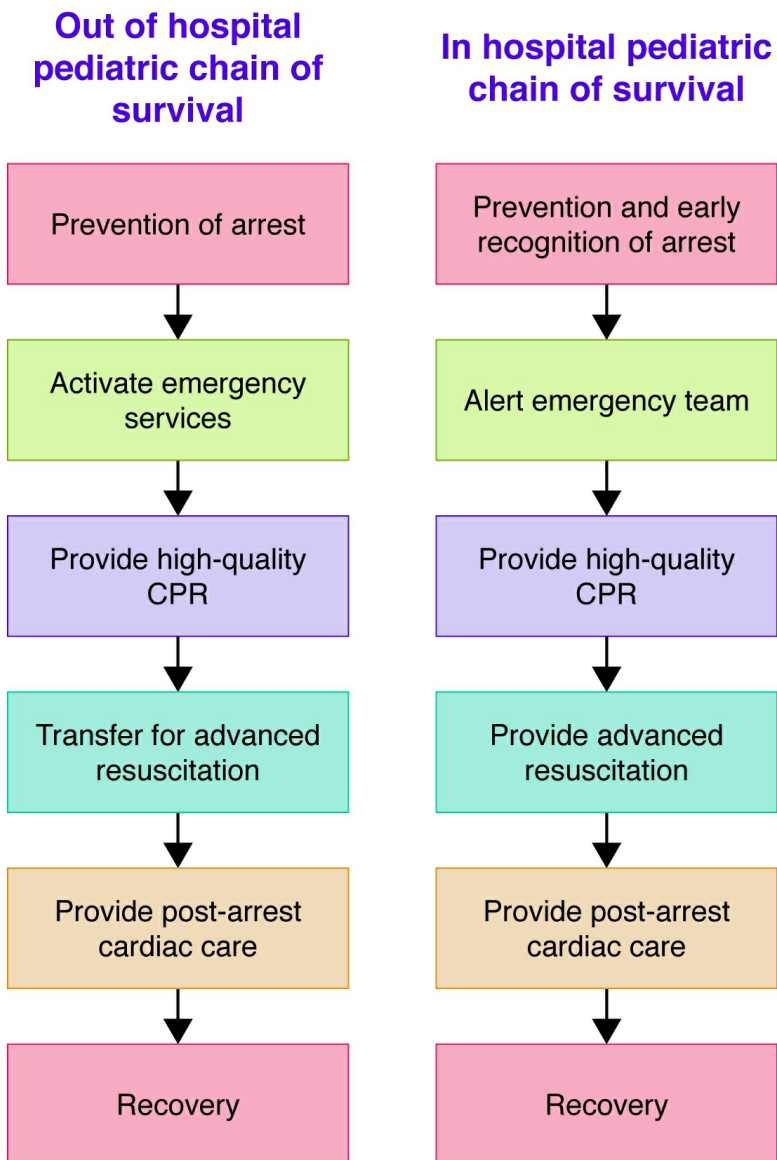 Out of hospital
pediatric chain of
survival
Prevention of arrest
Activate emergency
services
Provide high-quality
CPR
Transfer for advanced
resuscitation
Provide post-arrest
cardiac care
Recovery
In hospital pediatric
chain of survival
Prevention and early
recognition of arrest
Alert emergency team
Provide high-quality
CPR
Provide advanced
resuscitation
Provide post-arrest
cardiac care
Recovery